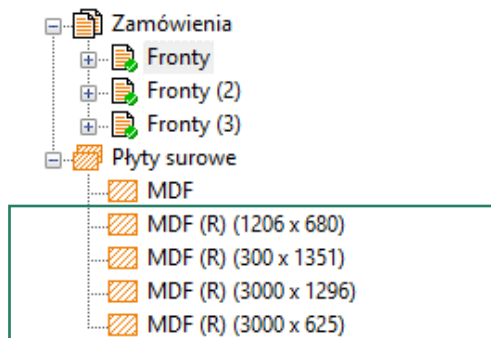 Zamówienia
Fronty
Fronty (2)
Fronty (3)
Płyty surowe
MDF
MDF (R) (1206 x 680)
MDF (R) (300 x 1351)
MDF (R) (3000 x 1296)
MDF (R) (3000 x 625)